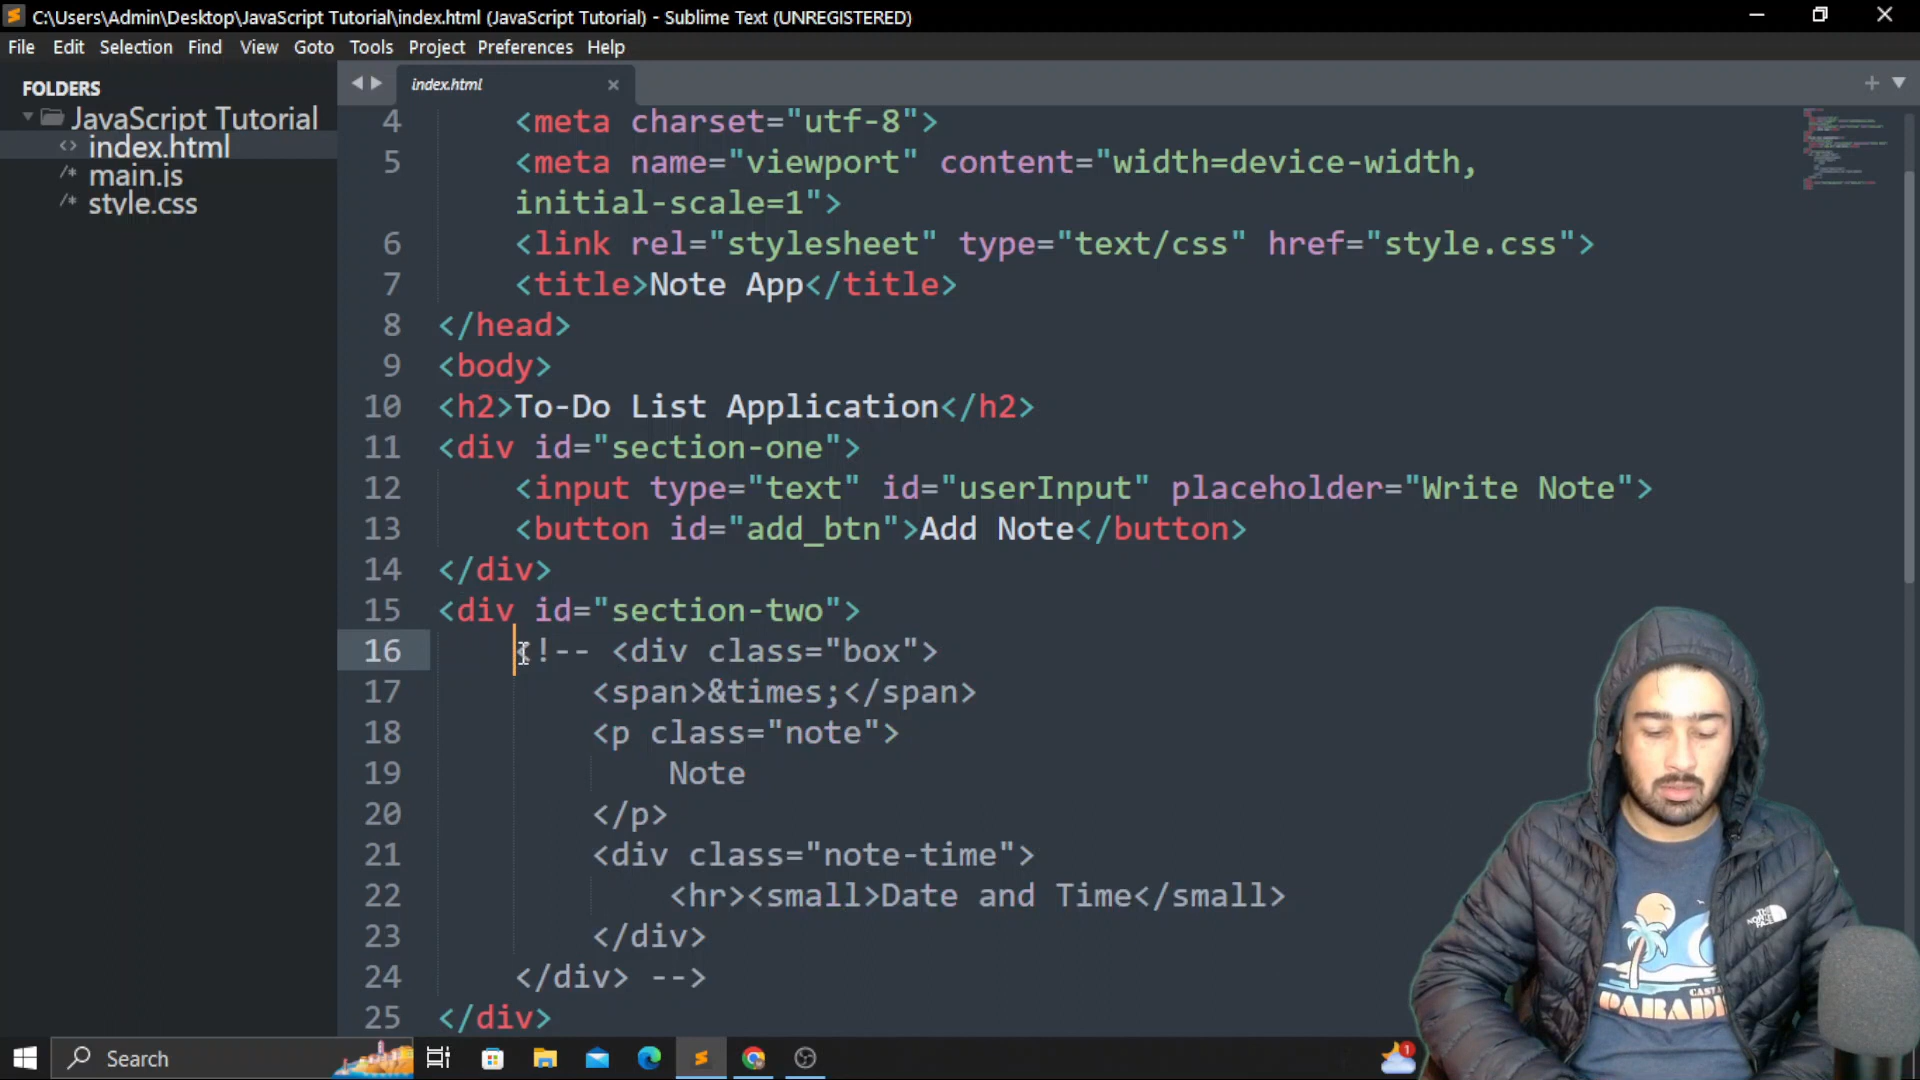 C:\Users\Admin\Desktop\JavaScript Tutorial\index.html (JavaScript Tutorial) - Sublime Text (UNREGISTERED)
File Edit Selection Find View Goto Tools Project Preferences Help
FOLDERS
JavaScript Tutorial
<> index.html
/* main.js
/* style.css
index.html
4 <meta charset="utf-8">
5 <meta name="viewport" content="width=device-width,
initial-scale=1">
6 <link rel="stylesheet" type="text/css" href="style.css">
7 <title>Note App</title>
8 </head>
9 <body>
10 <h2>To-Do List Application</h2>
11 <div id="section-one">
12 <input type="text" id="userInput" placeholder="Write Note">
13 <button id="add_btn">Add Note</button>
14 </div>
15 <div id="section-two">
16 <!-- <div class="box">
17 <span>&times;</span>
18 <p class="note">
19 Note
20 </p>
21 <div class="note-time">
22 <hr><small>Date and Time</small>
23 </div>
24 </div> -->
25 </div>
THE NORTH FACE
PARADI
Search
1